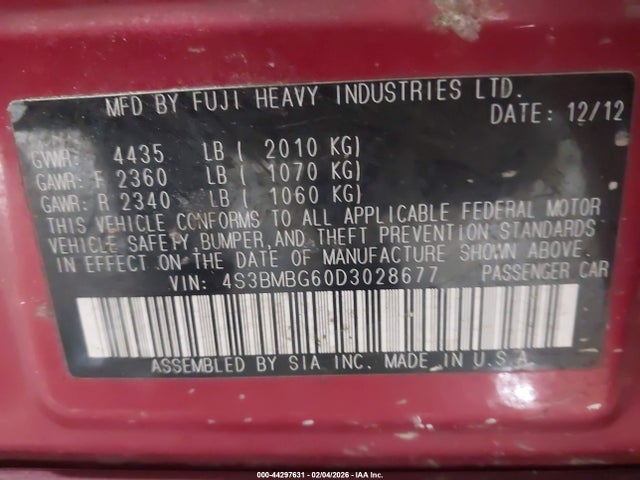 MFD BY FUJI HEAVY INDUSTRIES LTD.
DATE: 12/12
GVWR: 4435 LB ( 2010 KG)
GAWR: F 2360 LB ( 1070 KG)
GAWR: R 2340 LB ( 1060 KG)
THIS VEHICLE CONFORMS TO ALL APPLICABLE FEDERAL MOTOR
VEHICLE SAFETY, BUMPER, AND THEFT PREVENTION STANDARDS
IN EFFECT ON THE DATE OF MANUFACTURE SHOWN ABOVE.
VIN: 4S3BMBG60D3028677 PASSENGER CAR
ASSEMBLED BY SIA INC. MADE IN U.S.A
000-44297631 - 02/04/2026 - IAA Inc.